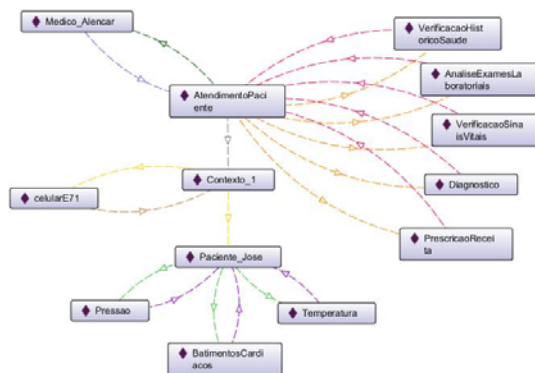 Medico_Alencar
VerificacaoHist
oricoSaude
AnaliseExamesLa
boratoriais
AtendimentoPaci
ente
VerificacaoSina
isVitais
Contexto_1
Diagnostico
celularE71
PrescricaoRecei
ta
Paciente_Jose
Pressao
Temperatura
BatimentosCardi
acos